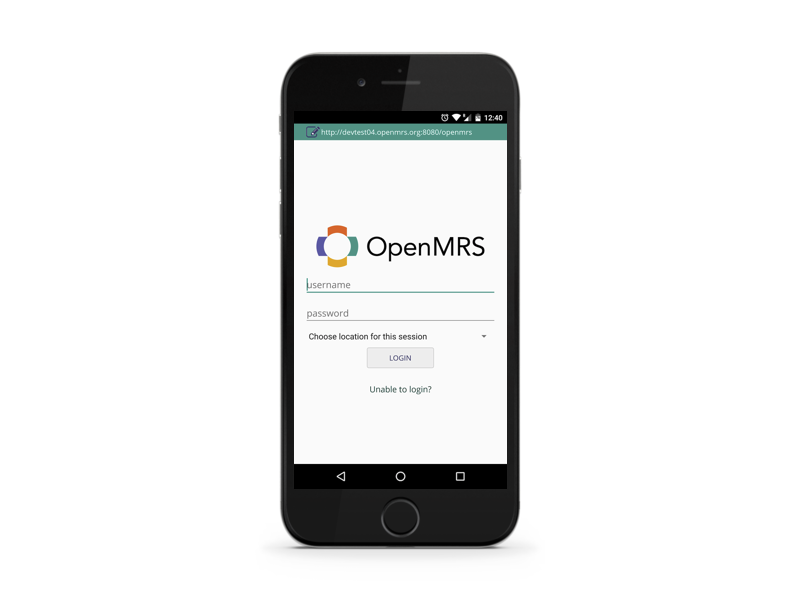 12:40
http://devtest04.openmrs.org:8080/openmrs
OpenMRS
username
password
Choose location for this session
LOGIN
Unable to login?